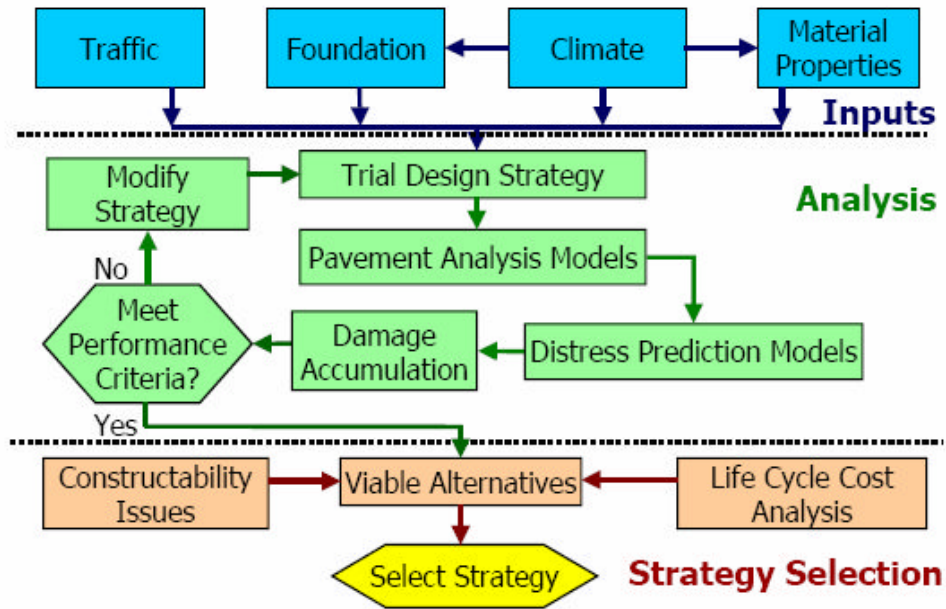 Traffic
Foundation
Climate
Material
Properties
Inputs
Modify
Strategy
Trial Design Strategy
Analysis
Pavement Analysis Models
No
Meet
Performance
Criteria?
Damage
Accumulation
Distress Prediction Models
Yes
Constructability
Issues
Viable Alternatives
Life Cycle Cost
Analysis
Select Strategy
Strategy Selection